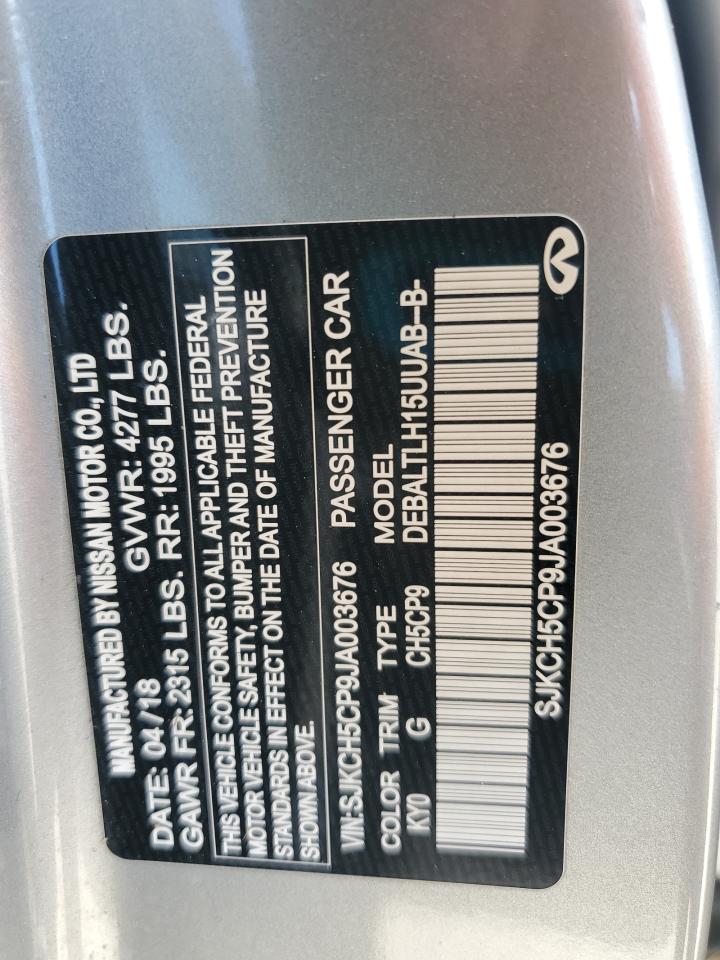 MANUFACTURED BY NISSAN MOTOR CO., LTD
DATE: 04/18 GVWR: 4277 LBS.
GAWR FR: 2315 LBS. RR: 1995 LBS.
THIS VEHICLE CONFORMS TO ALL APPLICABLE FEDERAL
MOTOR VEHICLE SAFETY, BUMPER AND THEFT PREVENTION
STANDARDS IN EFFECT ON THE DATE OF MANUFACTURE
SHOWN ABOVE.
VIN: SJKCH5CP9JA003676 PASSENGER CAR
COLOR TRIM TYPE MODEL
KY0 G CH5CP9 DEBALTLH15UUAB-B-
SJKCH5CP9JA003676